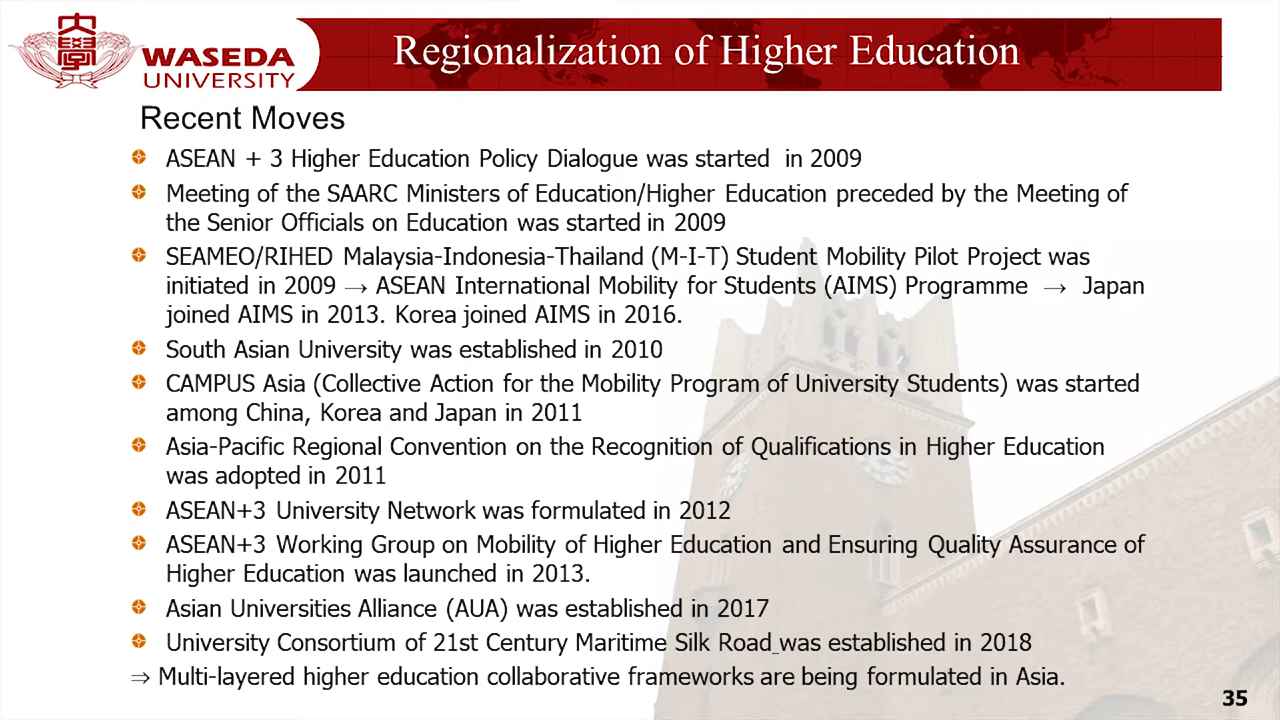 大學
WASEDA
UNIVERSITY
Regionalization of Higher Education
Recent Moves
ASEAN + 3 Higher Education Policy Dialogue was started in 2009
Meeting of the SAARC Ministers of Education/Higher Education preceded by the Meeting of
the Senior Officials on Education was started in 2009
SEAMEO/RIHED Malaysia-Indonesia-Thailand (M-I-T) Student Mobility Pilot Project was
initiated in 2009 → ASEAN International Mobility for Students (AIMS) Programme → Japan
joined AIMS in 2013. Korea joined AIMS in 2016.
South Asian University was established in 2010
CAMPUS Asia (Collective Action for the Mobility Program of University Students) was started
among China, Korea and Japan in 2011
Asia-Pacific Regional Convention on the Recognition of Qualifications in Higher Education
was adopted in 2011
ASEAN+3 University Network was formulated in 2012
ASEAN+3 Working Group on Mobility of Higher Education and Ensuring Quality Assurance of
Higher Education was launched in 2013.
Asian Universities Alliance (AUA) was established in 2017
University Consortium of 21st Century Maritime Silk Road was established in 2018
⇒ Multi-layered higher education collaborative frameworks are being formulated in Asia.
35